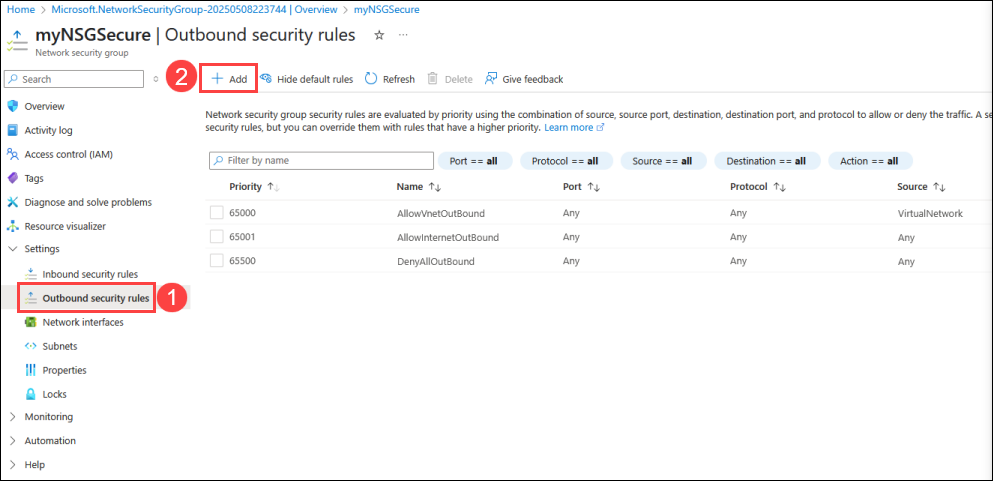 Home > Microsoft.NetworkSecurityGroup-20250508223744 | Overview > myNSGSecure
myNSGSecure | Outbound security rules
Network security group
Search
2
Add
Hide default rules
Refresh
Delete
Give feedback
Overview
Activity log
Access control (IAM)
Tags
Diagnose and solve problems
Resource visualizer
Settings
Inbound security rules
Outbound security rules
1
Network interfaces
Subnets
Properties
Locks
Monitoring
Automation
Help
Network security group security rules are evaluated by priority using the combination of source, source port, destination, destination port, and protocol to allow or deny the traffic. A se
security rules, but you can override them with rules that have a higher priority. Learn more
Filter by name
Port == all
Protocol == all
Source == all
Destination == all
Action == all
Priority ↑↓ Name ↑↓ Port ↑↓ Protocol ↑↓ Source ↑↓
65000 AllowVnetOutBound Any Any VirtualNetwork
65001 AllowInternetOutBound Any Any Any
65500 DenyAllOutBound Any Any Any